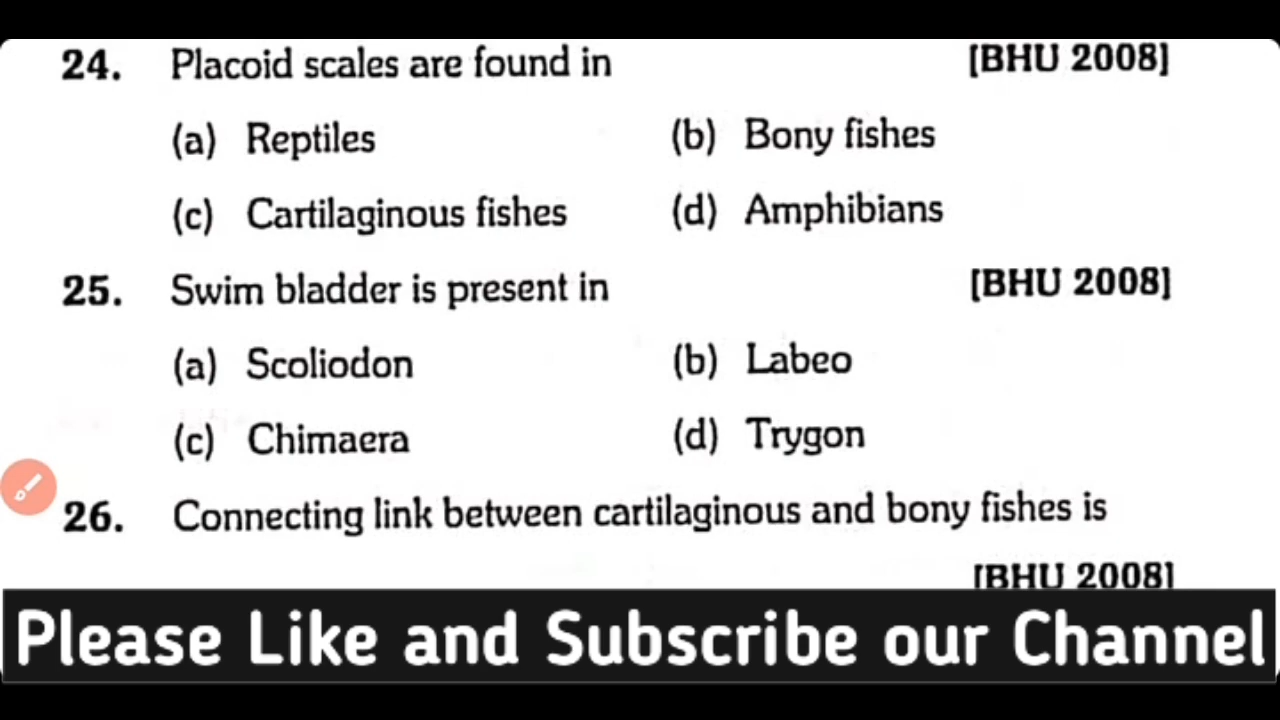 24. Placoid scales are found in [BHU 2008]
(a) Reptiles (b) Bony fishes
(c) Cartilaginous fishes (d) Amphibians
25. Swim bladder is present in [BHU 2008]
(a) Scoliodon (b) Labeo
(c) Chimaera (d) Trygon
26. Connecting link between cartilaginous and bony fishes is
[BHU 2008]
Please Like and Subscribe our Channel